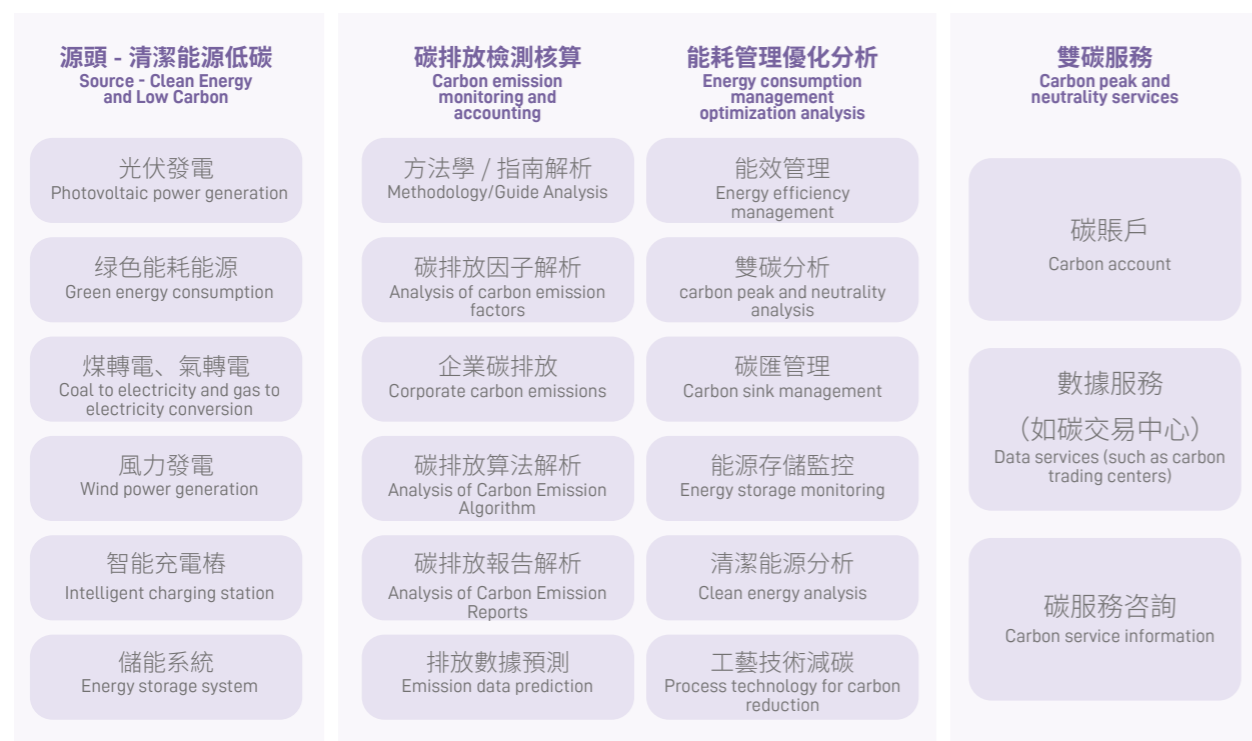 源頭 - 清潔能源低碳
Source - Clean Energy
and Low Carbon
光伏發電
Photovoltaic power generation
绿色能耗能源
Green energy consumption
煤轉電、氣轉電
Coal to electricity and gas to
electricity conversion
風力發電
Wind power generation
智能充電樁
Intelligent charging station
儲能系統
Energy storage system
碳排放檢測核算
Carbon emission
monitoring and
accounting
方法學 / 指南解析
Methodology/Guide Analysis
碳排放因子解析
Analysis of carbon emission
factors
企業碳排放
Corporate carbon emissions
碳排放算法解析
Analysis of Carbon Emission
Algorithm
碳排放報告解析
Analysis of Carbon Emission
Reports
排放數據預測
Emission data prediction
能耗管理優化分析
Energy consumption
management
optimization analysis
能效管理
Energy efficiency
management
雙碳分析
carbon peak and neutrality
analysis
碳匯管理
Carbon sink management
能源存儲監控
Energy storage monitoring
清潔能源分析
Clean energy analysis
工藝技術減碳
Process technology for carbon
reduction
雙碳服務
Carbon peak and
neutrality services
碳賬戶
Carbon account
數據服務
（如碳交易中心）
Data services (such as carbon
trading centers)
碳服務咨詢
Carbon service information